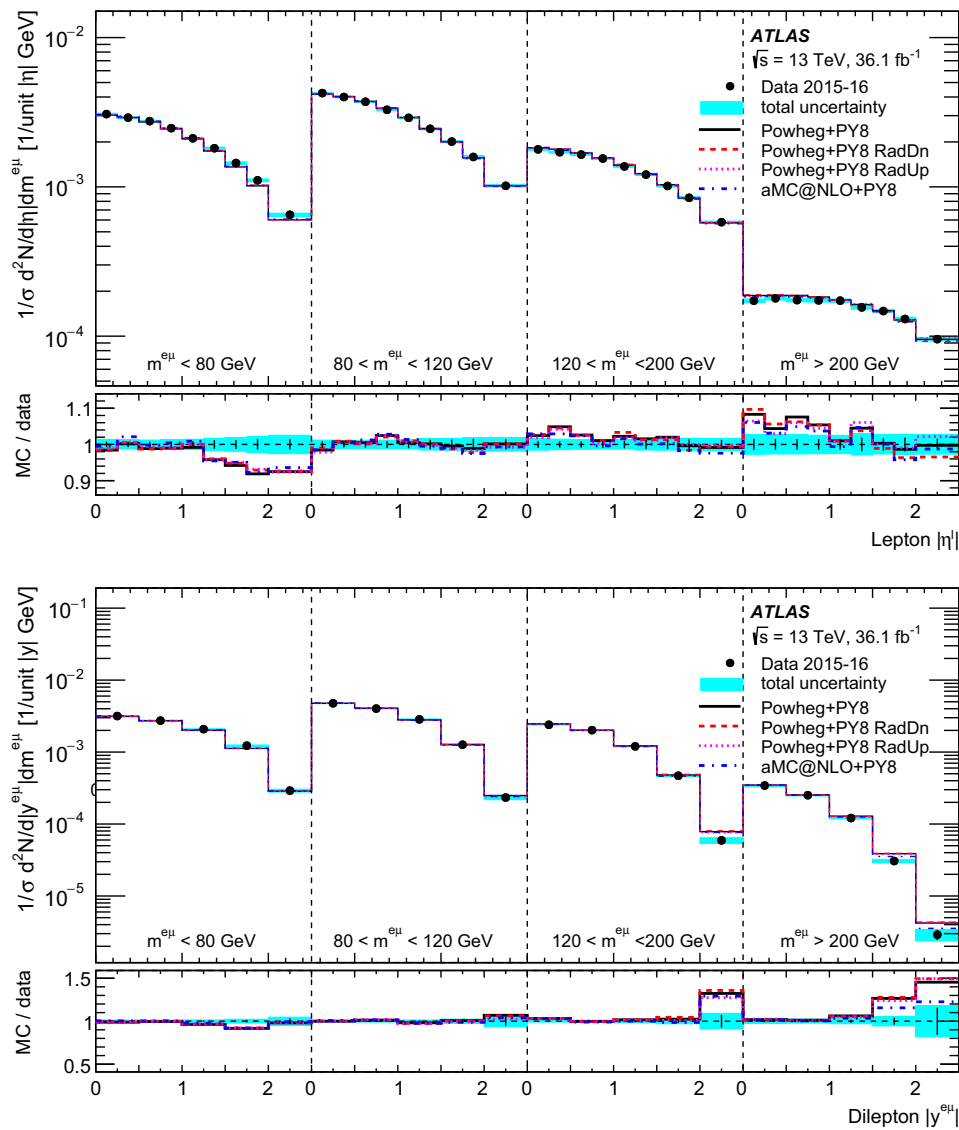 10⁻²
10⁻³
10⁻⁴
1/σ d²N/d|η|dm^eμ [1/unit |η| GeV]
ATLAS
√s = 13 TeV, 36.1 fb⁻¹
Data 2015-16
total uncertainty
Powheg+PY8
Powheg+PY8 RadDn
Powheg+PY8 RadUp
aMC@NLO+PY8
m^eμ < 80 GeV
80 < m^eμ < 120 GeV
120 < m^eμ <200 GeV
m^eμ > 200 GeV
MC / data
1.1
1
0.9
0 1 2 0 1 2 0 1 2 0 1 2
Lepton |η^l|
10⁻¹
10⁻²
10⁻³
10⁻⁴
10⁻⁵
0
1/σ d²N/d|y^eμ|dm^eμ [1/unit |y| GeV]
ATLAS
√s = 13 TeV, 36.1 fb⁻¹
Data 2015-16
total uncertainty
Powheg+PY8
Powheg+PY8 RadDn
Powheg+PY8 RadUp
aMC@NLO+PY8
m^eμ < 80 GeV
80 < m^eμ < 120 GeV
120 < m^eμ <200 GeV
m^eμ > 200 GeV
MC / data
1.5
1
0.5
0 1 2 0 1 2 0 1 2 0 1 2
Dilepton |y^eμ|